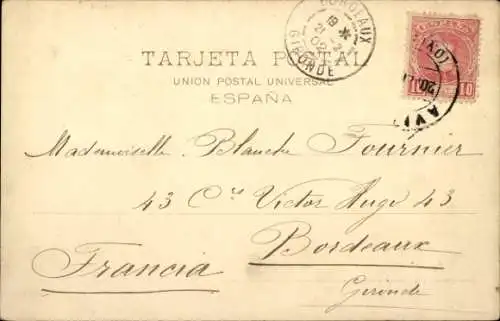 BORDEAUX
GIRONDE
TARJETA POSTAL
UNION POSTAL UNIVERSAL
ESPAÑA
10
Mademoiselle Blanche Fournier
43 Crs Victor Hugo 43
Bordeaux
Francia
Gironde